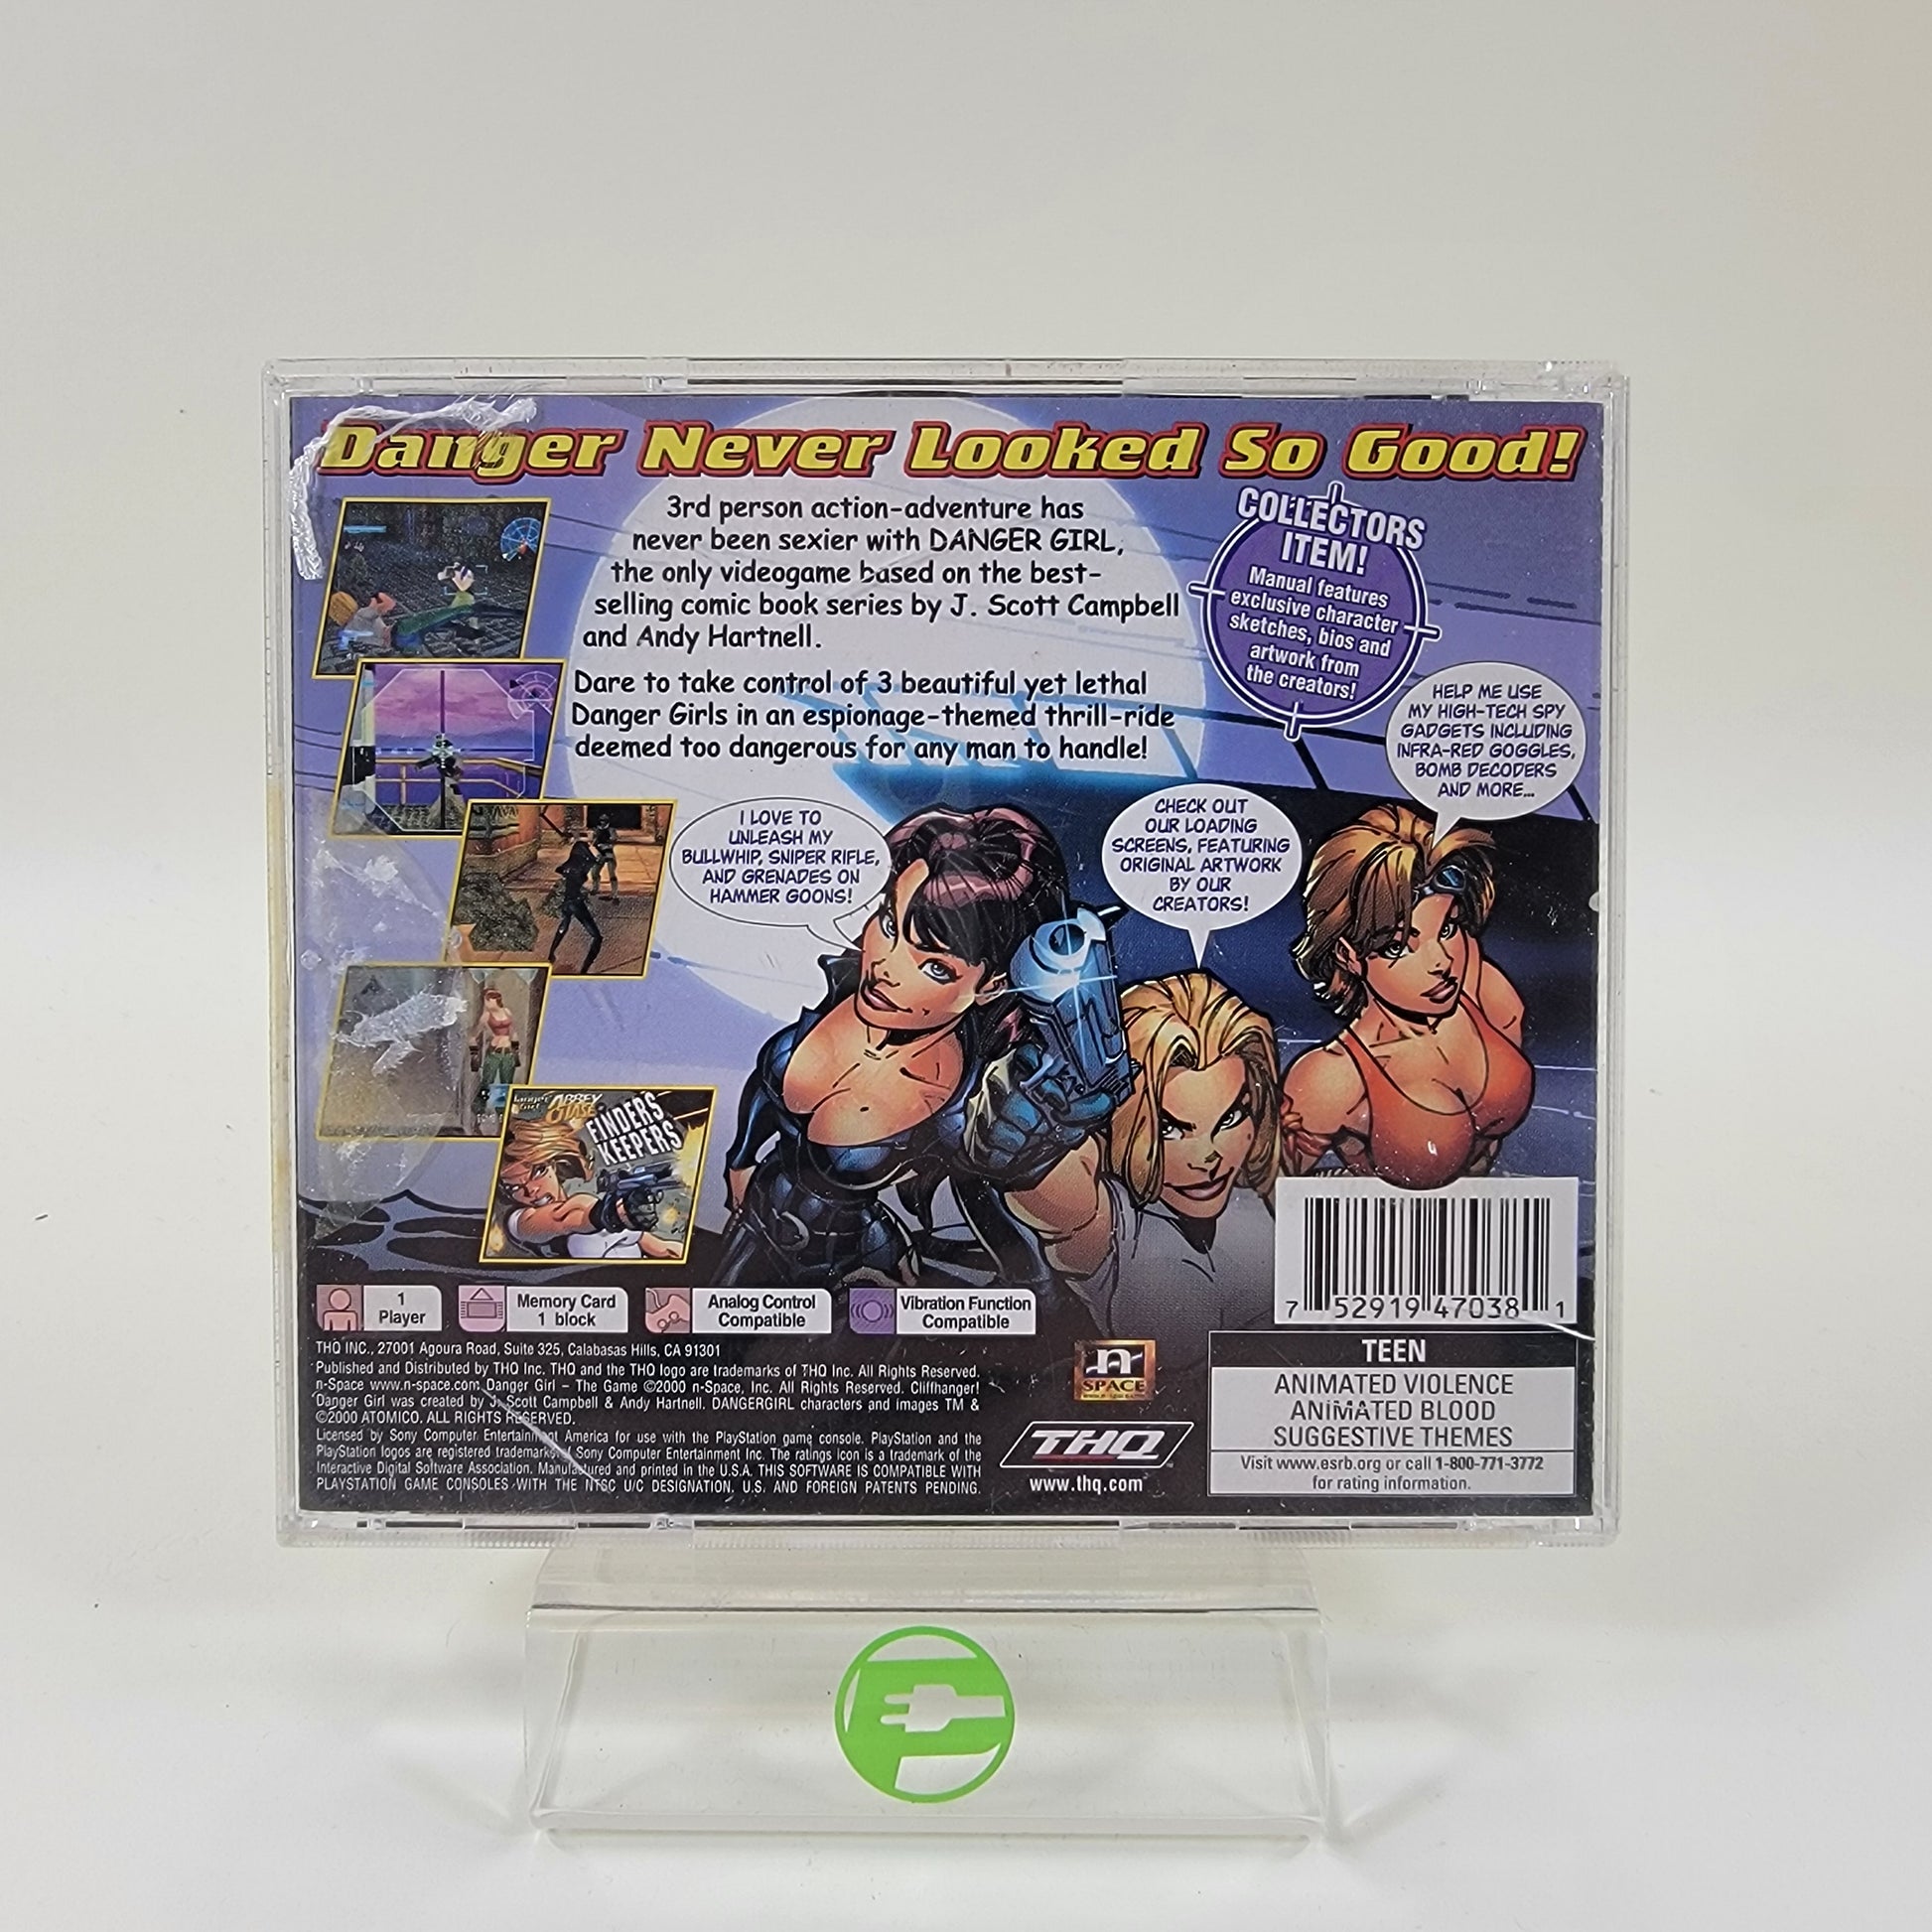 Danger Never Looked So Good!
3rd person action-adventure has
never been sexier with DANGER GIRL,
the only videogame based on the best-
selling comic book series by J. Scott Campbell
and Andy Hartnell.
Dare to take control of 3 beautiful yet lethal
Danger Girls in an espionage-themed thrill-ride
deemed too dangerous for any man to handle!
COLLECTORS
ITEM!
Manual features
exclusive character
sketches, bios and
artwork from
the creators!
HELP ME USE
MY HIGH-TECH SPY
GADGETS INCLUDING
INFRA-RED GOGGLES,
BOMB DECODERS
AND MORE...
I LOVE TO
UNLEASH MY
BULLWHIP, SNIPER RIFLE,
AND GRENADES ON
HAMMER GOONS!
CHECK OUT
OUR LOADING
SCREENS, FEATURING
ORIGINAL ARTWORK
BY OUR
CREATORS!
Danger Girl
ABBEY
CHASE
FINDERS
KEEPERS
7 52919 47038 1
1
Player
Memory Card
1 block
Analog Control
Compatible
Vibration Function
Compatible
THQ INC., 27001 Agoura Road, Suite 325, Calabasas Hills, CA 91301
Published and Distributed by THQ Inc. THQ and the THQ logo are trademarks of THQ Inc. All Rights Reserved.
n-Space www.n-space.com Danger Girl – The Game ©2000 n-Space, Inc. All Rights Reserved. Cliffhanger!
Danger Girl was created by J. Scott Campbell & Andy Hartnell. DANGERGIRL characters and images TM &
©2000 ATOMICO. ALL RIGHTS RESERVED.
Licensed by Sony Computer Entertainment America for use with the PlayStation game console. PlayStation and the
PlayStation logos are registered trademarks of Sony Computer Entertainment Inc. The ratings icon is a trademark of the
Interactive Digital Software Association. Manufactured and printed in the U.S.A. THIS SOFTWARE IS COMPATIBLE WITH
PLAYSTATION GAME CONSOLES WITH THE NTSC U/C DESIGNATION. U.S. AND FOREIGN PATENTS PENDING.
n
SPACE
THQ
www.thq.com
TEEN
ANIMATED VIOLENCE
ANIMATED BLOOD
SUGGESTIVE THEMES
Visit www.esrb.org or call 1-800-771-3772
for rating information.